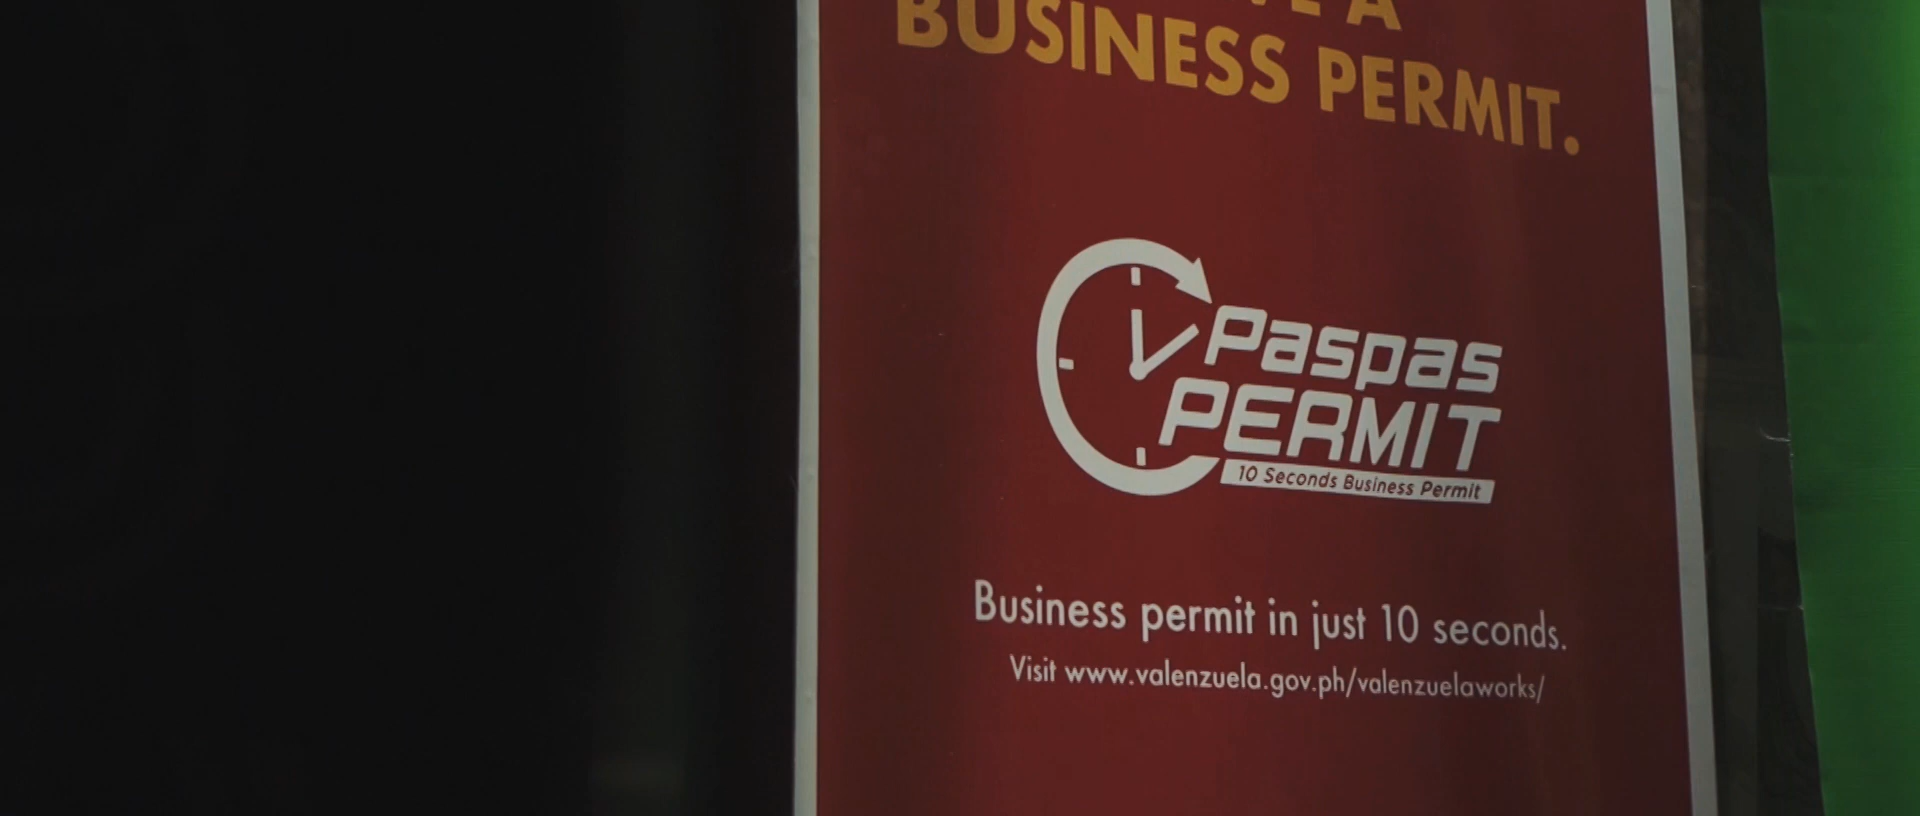 A
BUSINESS PERMIT.
Paspas
PERMIT
10 Seconds Business Permit
Business permit in just 10 seconds.
Visit www.valenzuela.gov.ph/valenzuelaworks/